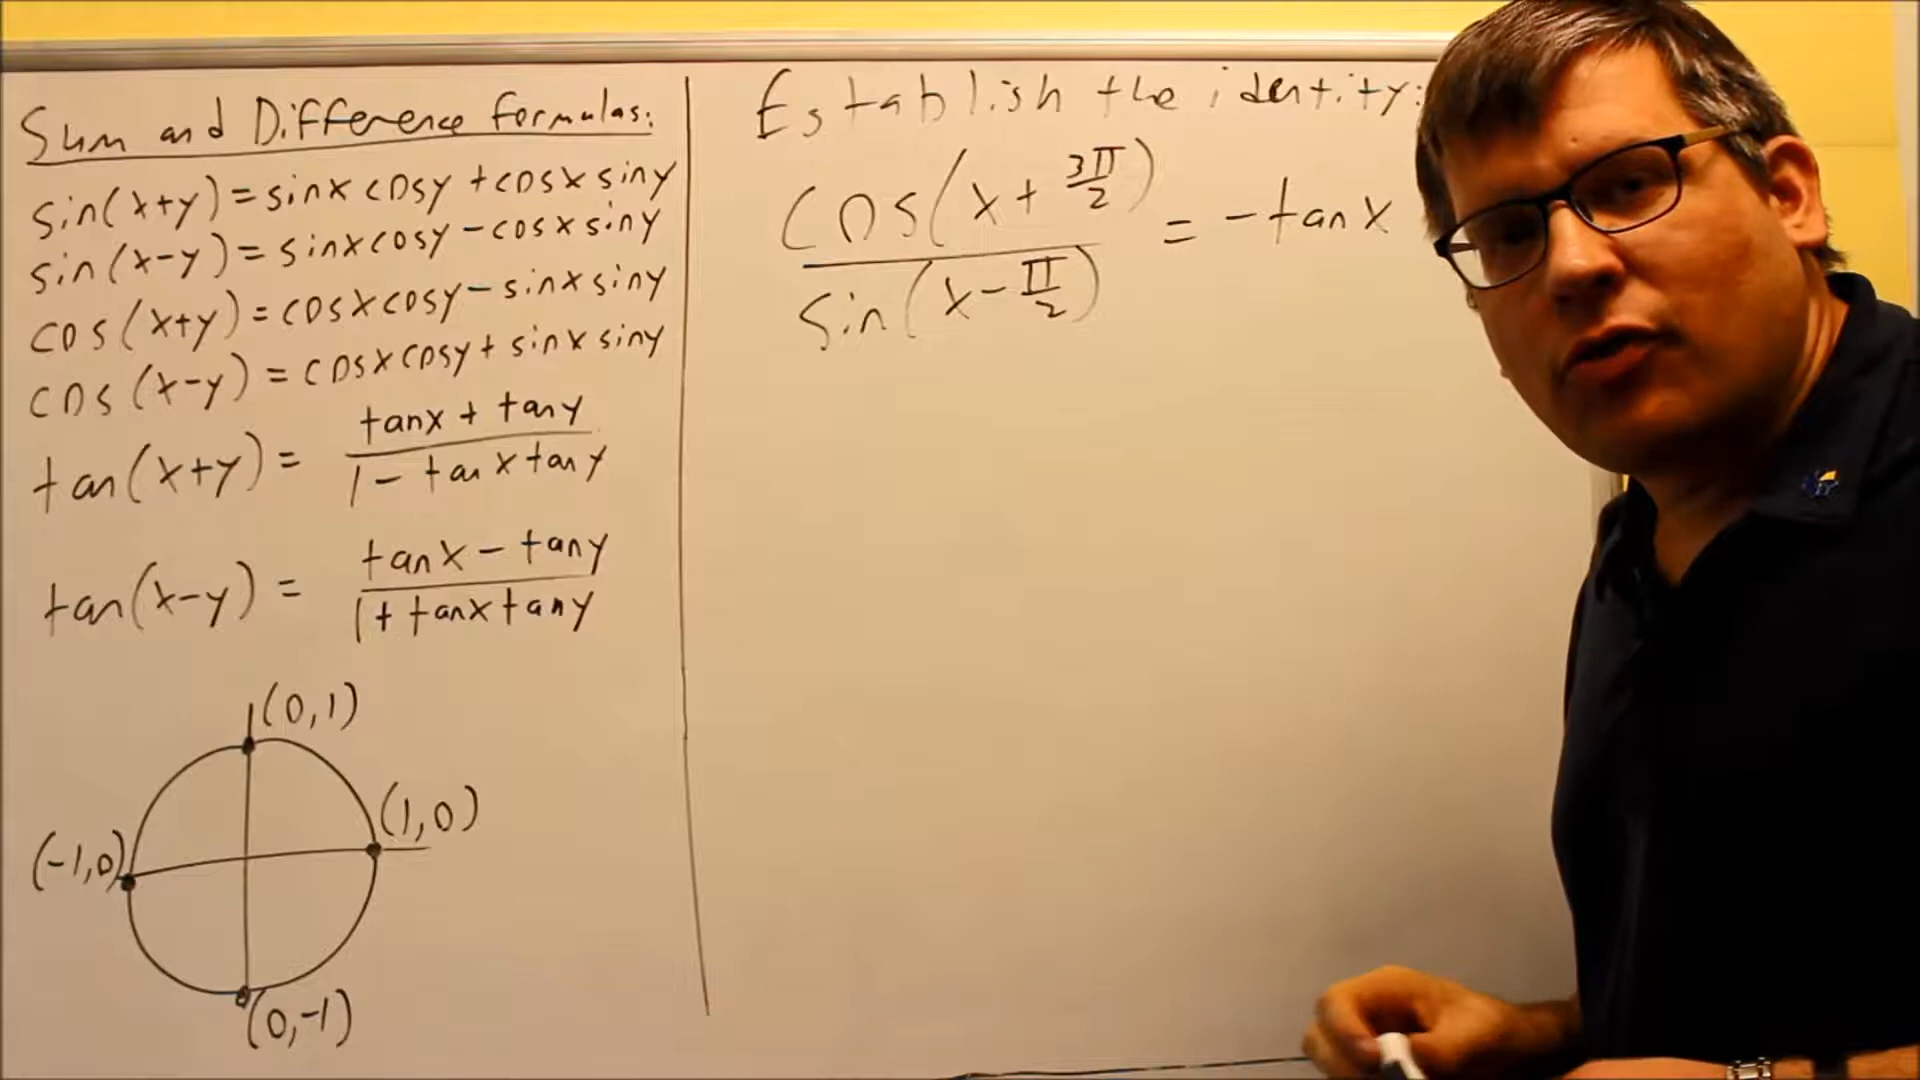 Sum and Difference Formulas:
sin(x+y) = sinx cosy + cosx siny
sin(x-y) = sinx cosy - cosx siny
cos(x+y) = cosx cosy - sinx siny
cos(x-y) = cosx cosy + sinx siny
tan(x+y) = (tanx + tany)/(1 - tanx tany)
tan(x-y) = (tanx - tany)/(1 + tanx tany)
(0,1)
(1,0)
(-1,0)
(0,-1)
Establish the identity:
cos(x + 3π/2)/sin(x - π/2) = -tanx